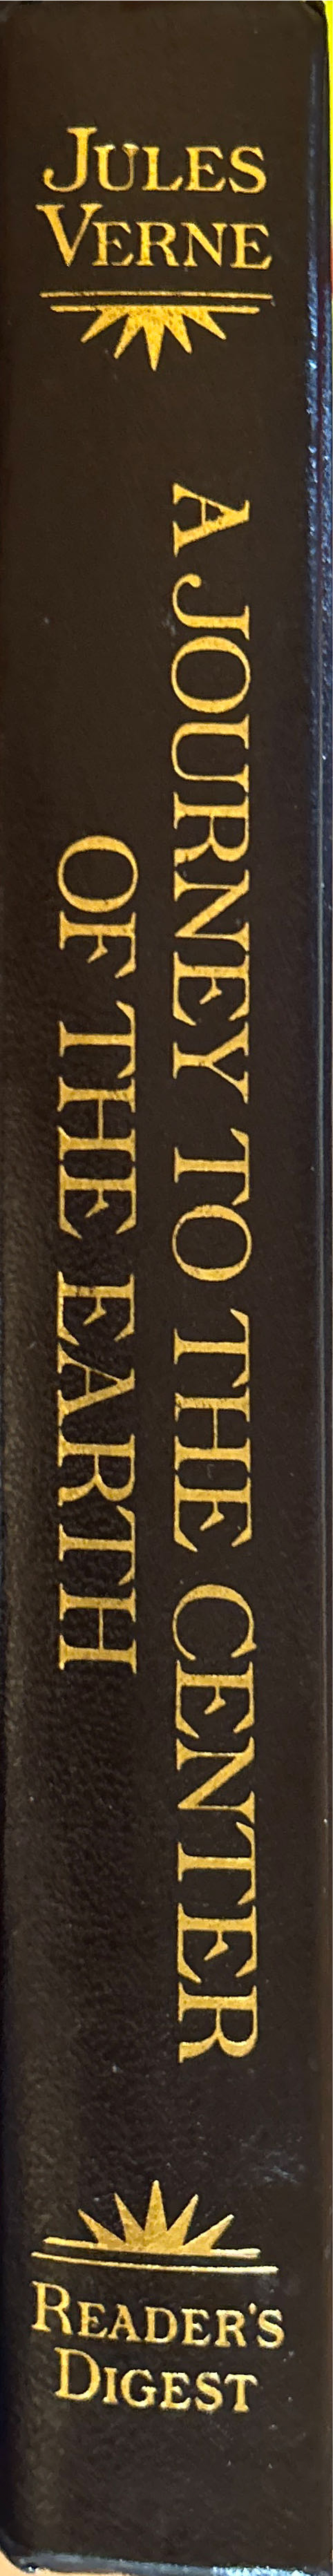 JULES
VERNE
A JOURNEY TO THE CENTER
OF THE EARTH
READER'S
DIGEST